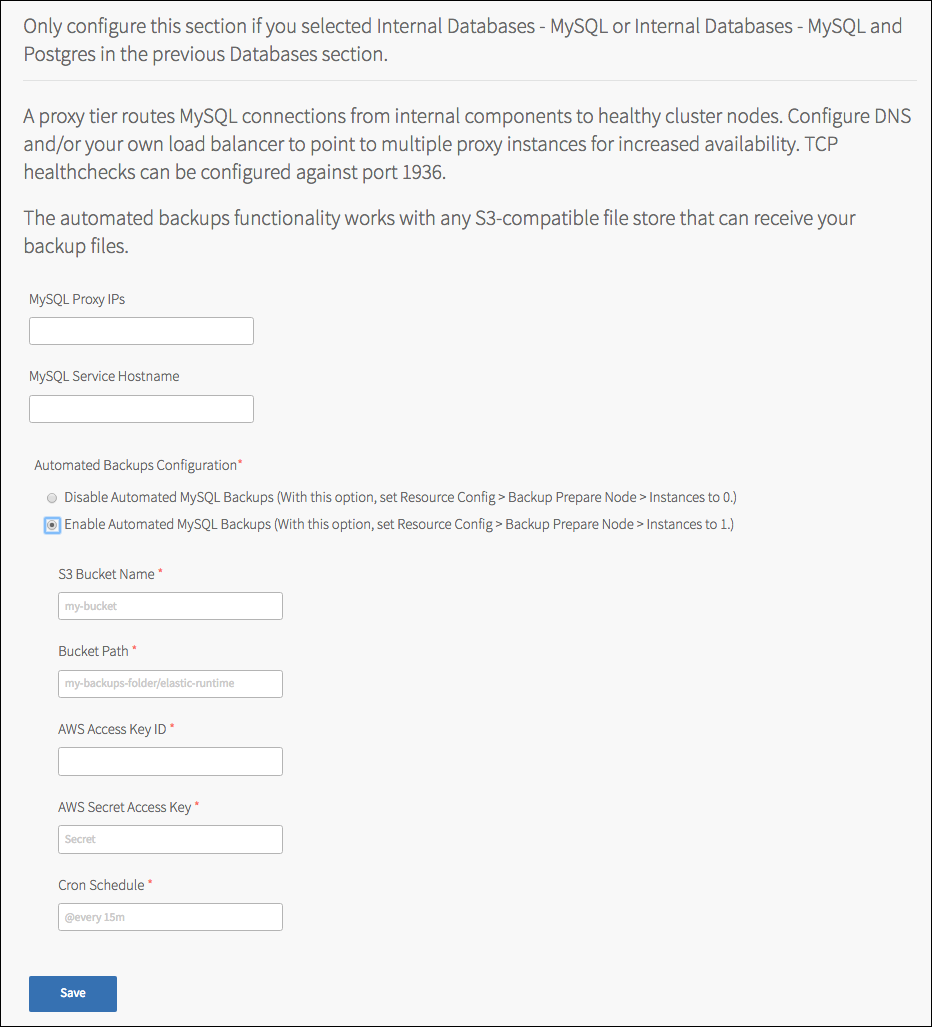 Only configure this section if you selected Internal Databases - MySQL or Internal Databases - MySQL and
Postgres in the previous Databases section.
A proxy tier routes MySQL connections from internal components to healthy cluster nodes. Configure DNS
and/or your own load balancer to point to multiple proxy instances for increased availability. TCP
healthchecks can be configured against port 1936.
The automated backups functionality works with any S3-compatible file store that can receive your
backup files.
MySQL Proxy IPs
MySQL Service Hostname
Automated Backups Configuration*
Disable Automated MySQL Backups (With this option, set Resource Config > Backup Prepare Node > Instances to 0.)
Enable Automated MySQL Backups (With this option, set Resource Config > Backup Prepare Node > Instances to 1.)
S3 Bucket Name *
my-bucket
Bucket Path *
my-backups-folder/elastic-runtime
AWS Access Key ID *
AWS Secret Access Key *
Secret
Cron Schedule *
@every 15m
Save